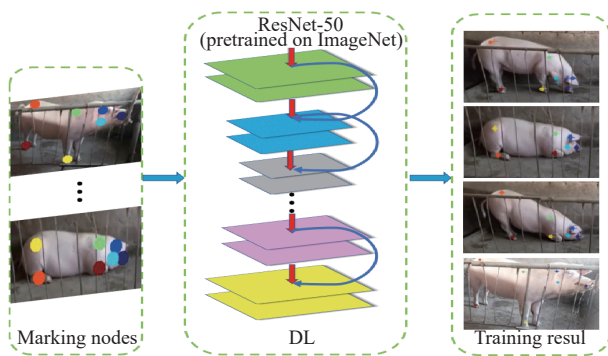 ResNet-50
(pretrained on ImageNet)
Marking nodes
DL
Training resul